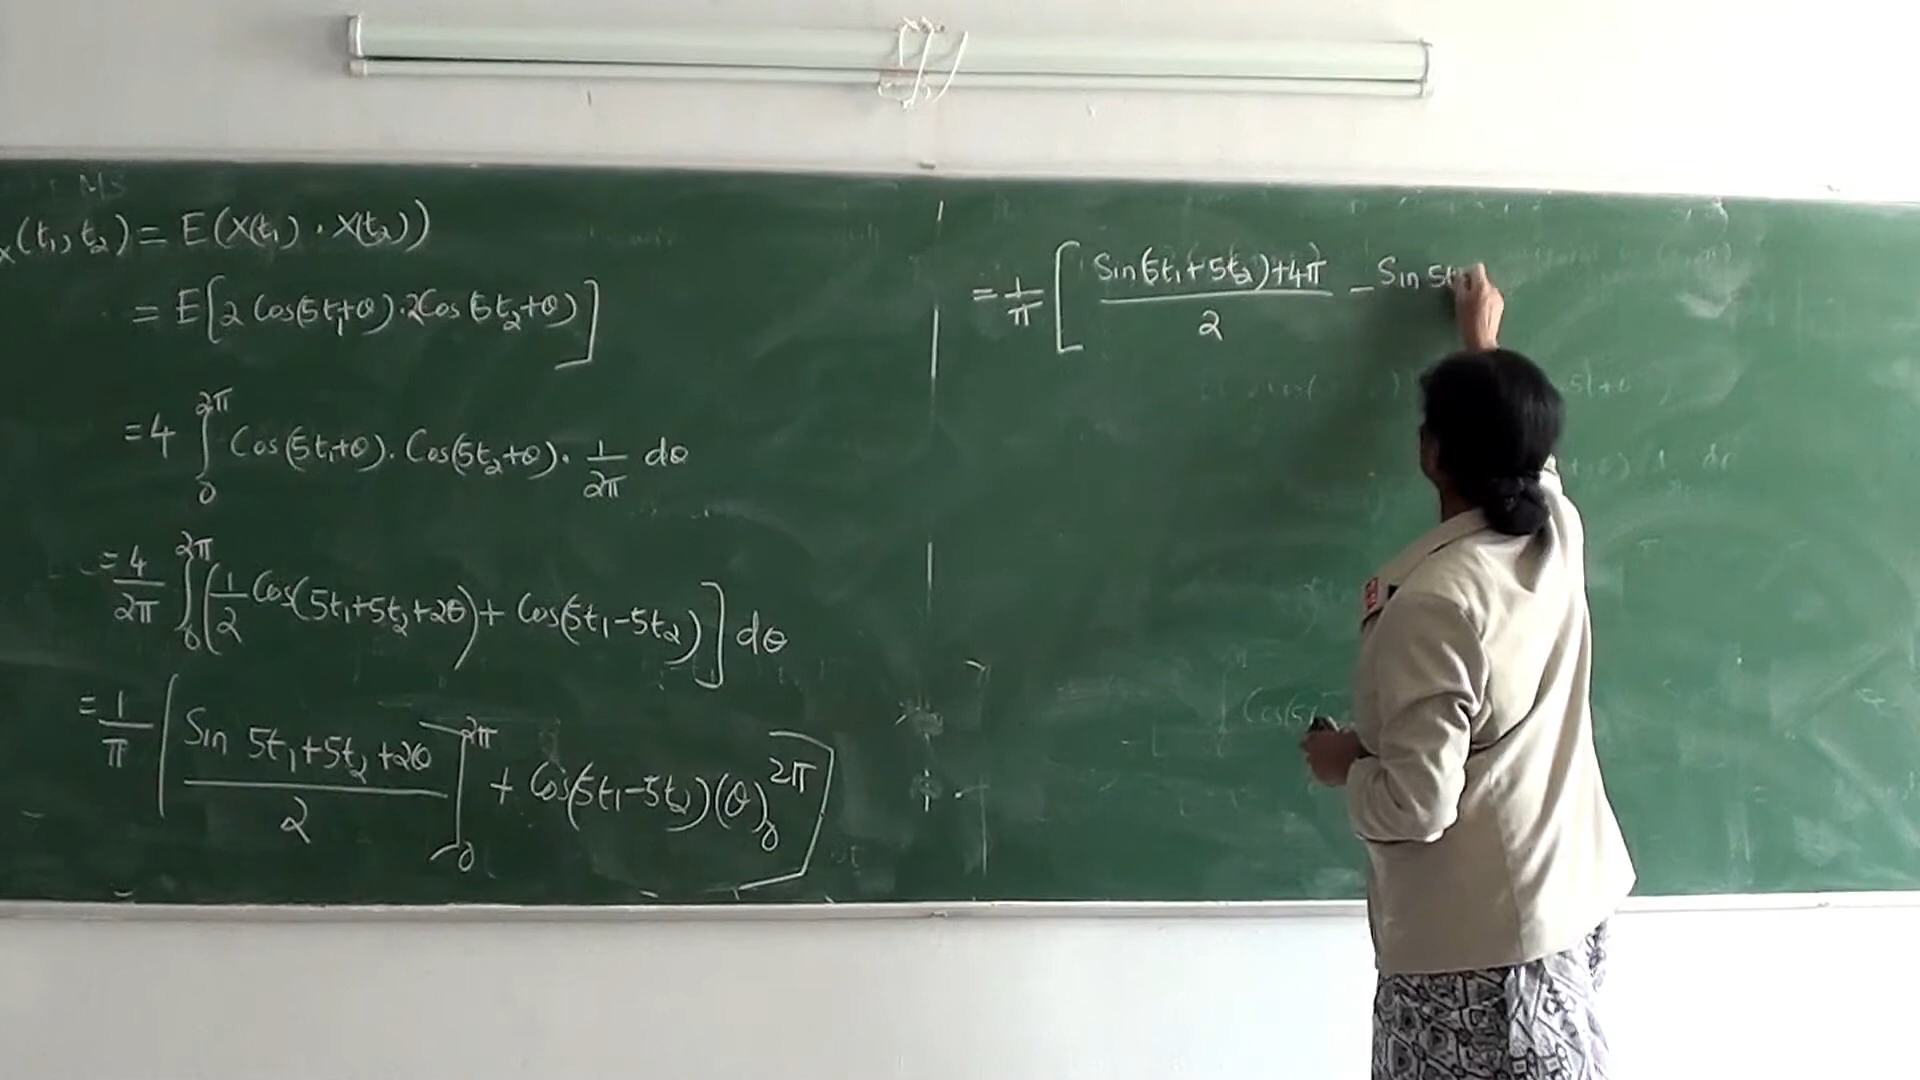 (t₁, t₂) = E(X(t₁) · X(t₂))
= E[2 Cos(5t₁+θ)·2Cos(5t₂+θ)]
= 4 ∫₀^2π Cos(5t₁+θ) · Cos(5t₂+θ) · 1/2π dθ
= 4/2π ∫₀^2π (1/2 Cos(5t₁+5t₂+2θ) + Cos(5t₁-5t₂)] dθ
= 1/π [Sin 5t₁+5t₂+2θ / 2]₀^2π + Cos(5t₁-5t₂)(θ)₀^2π]
= 1/π [Sin(5t₁+5t₂)+4π / 2 - Sin 5t